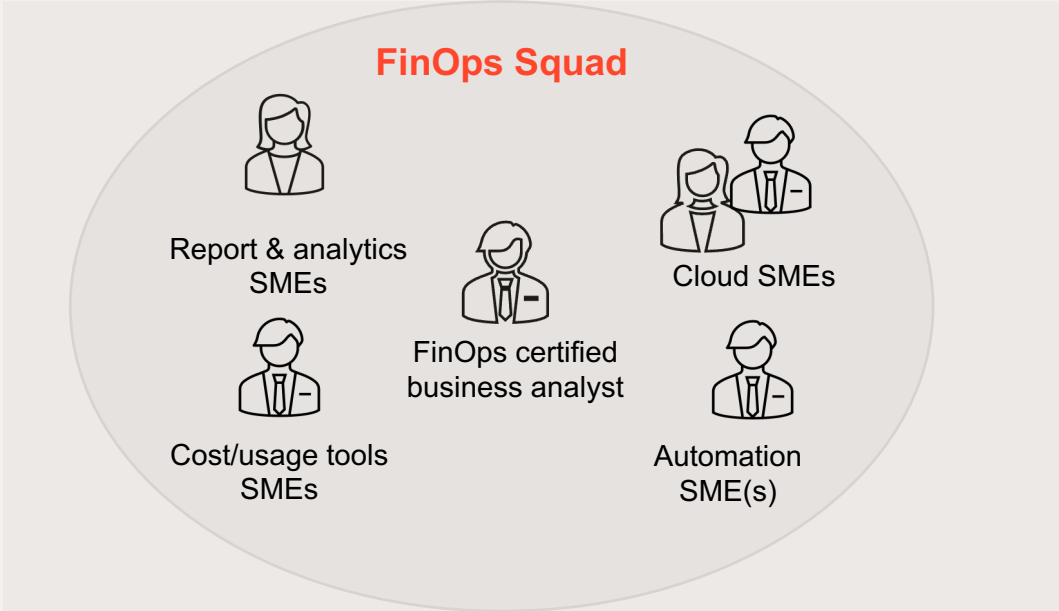 FinOps Squad
Report & analytics
SMEs
Cloud SMEs
FinOps certified
business analyst
Cost/usage tools
SMEs
Automation
SME(s)